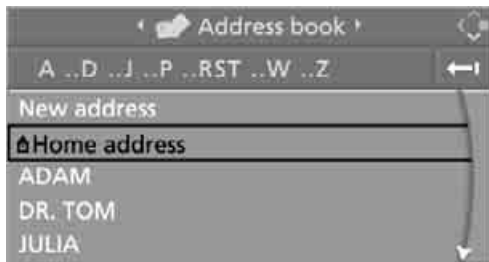 Address book
A ..D ..J ..P ..RST ..W ..Z
New address
Home address
ADAM
DR. TOM
JULIA